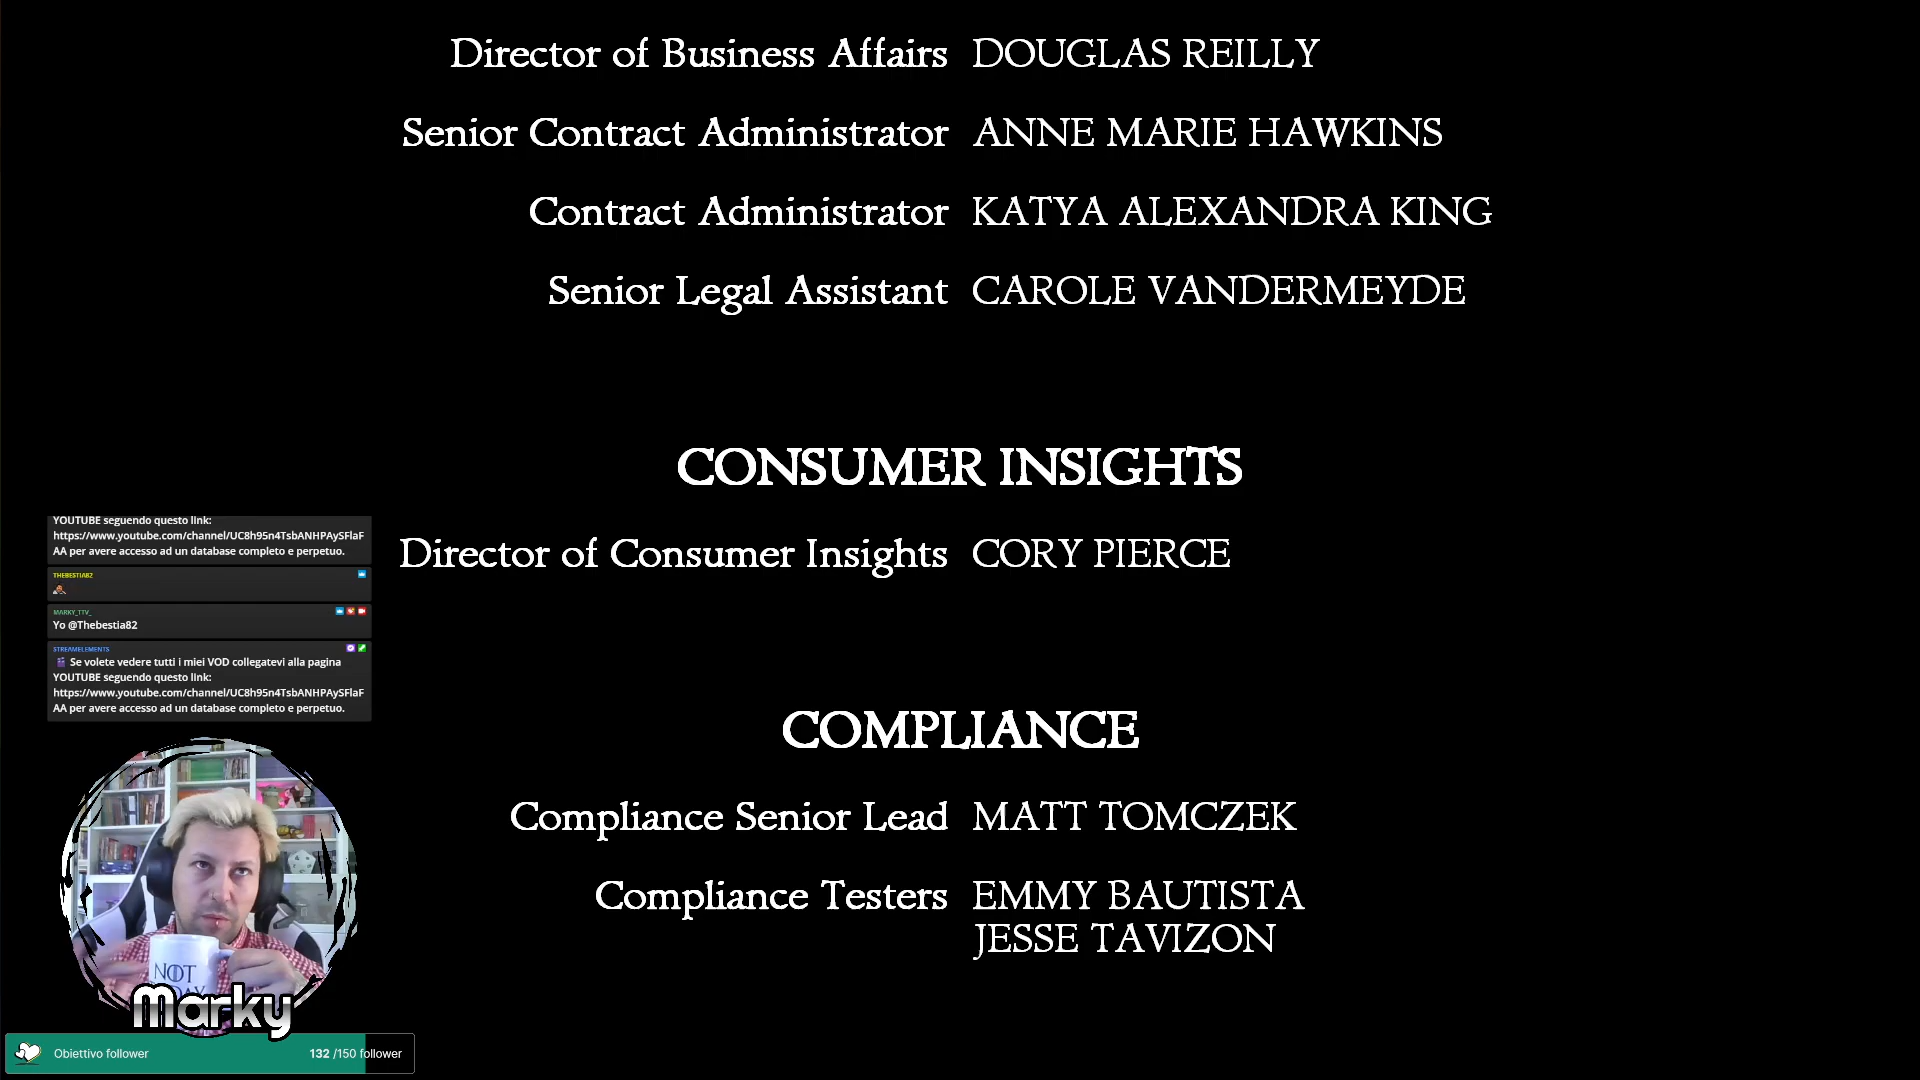 Director of Business Affairs DOUGLAS REILLY
Senior Contract Administrator ANNE MARIE HAWKINS
Contract Administrator KATYA ALEXANDRA KING
Senior Legal Assistant CAROLE VANDERMEYDE
CONSUMER INSIGHTS
Director of Consumer Insights CORY PIERCE
COMPLIANCE
Compliance Senior Lead MATT TOMCZEK
Compliance Testers EMMY BAUTISTA
JESSE TAVIZON
YOUTUBE seguendo questo link:
https://www.youtube.com/channel/UC8h95n4TsbANHPAySFlaF
AA per avere accesso ad un database completo e perpetuo.
THEBESTIA82
MARKY_TTV_
Yo @Thebestia82
STREAMELEMENTS
Se volete vedere tutti i miei VOD collegatevi alla pagina
YOUTUBE seguendo questo link:
https://www.youtube.com/channel/UC8h95n4TsbANHPAySFlaF
AA per avere accesso ad un database completo e perpetuo.
NOT
Marky
Obiettivo follower 132 /150 follower